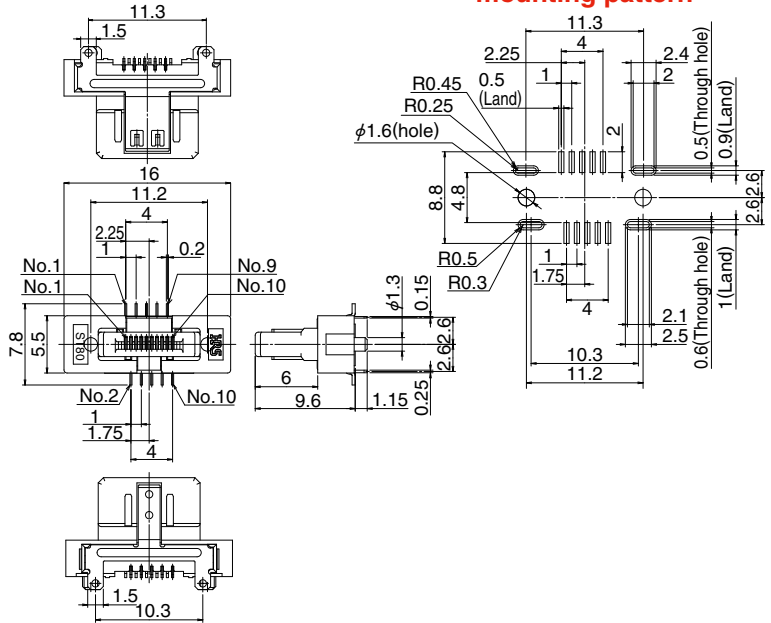 mounting pattern
11.3
1.5
11.3
4
2.25
2.4
1
2
0.5
(Land)
R0.45
R0.25
φ1.6(hole)
2
0.5(Through hole)
0.9(Land)
8.8
4.8
2.6
2.6
R0.5
R0.3
1
1.75
4
0.6(Through hole)
1(Land)
2.1
2.5
10.3
11.2
16
11.2
4
2.25
1
0.2
No.1
No.9
No.1
No.10
7.8
5.5
ST80
HRS
No.2
No.10
1
1.75
4
φ1.3
0.15
2.6
2.6
0.25
6
9.6
1.15
1.5
10.3